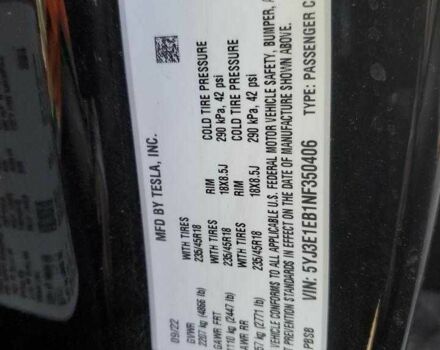 MFD BY TESLA, INC.
09/22
GVWR WITH TIRES RIM COLD TIRE PRESSURE
2207 kg (4866 lb) 235/45R18 18X8.5J 290 kPa, 42 psi
GAWR FRT WITH TIRES RIM COLD TIRE PRESSURE
1110 kg (2447 lb) 235/45R18 18X8.5J 290 kPa, 42 psi
GAWR RR
57 kg (2771 lb)
VEHICLE CONFORMS TO ALL APPLICABLE U.S. FEDERAL MOTOR VEHICLE SAFETY, BUMPER, A
T PREVENTION STANDARDS IN EFFECT ON THE DATE OF MANUFACTURE SHOWN ABOVE.
PBSB VIN: 5YJ3E1EB1NF350406 TYPE: PASSENGER C